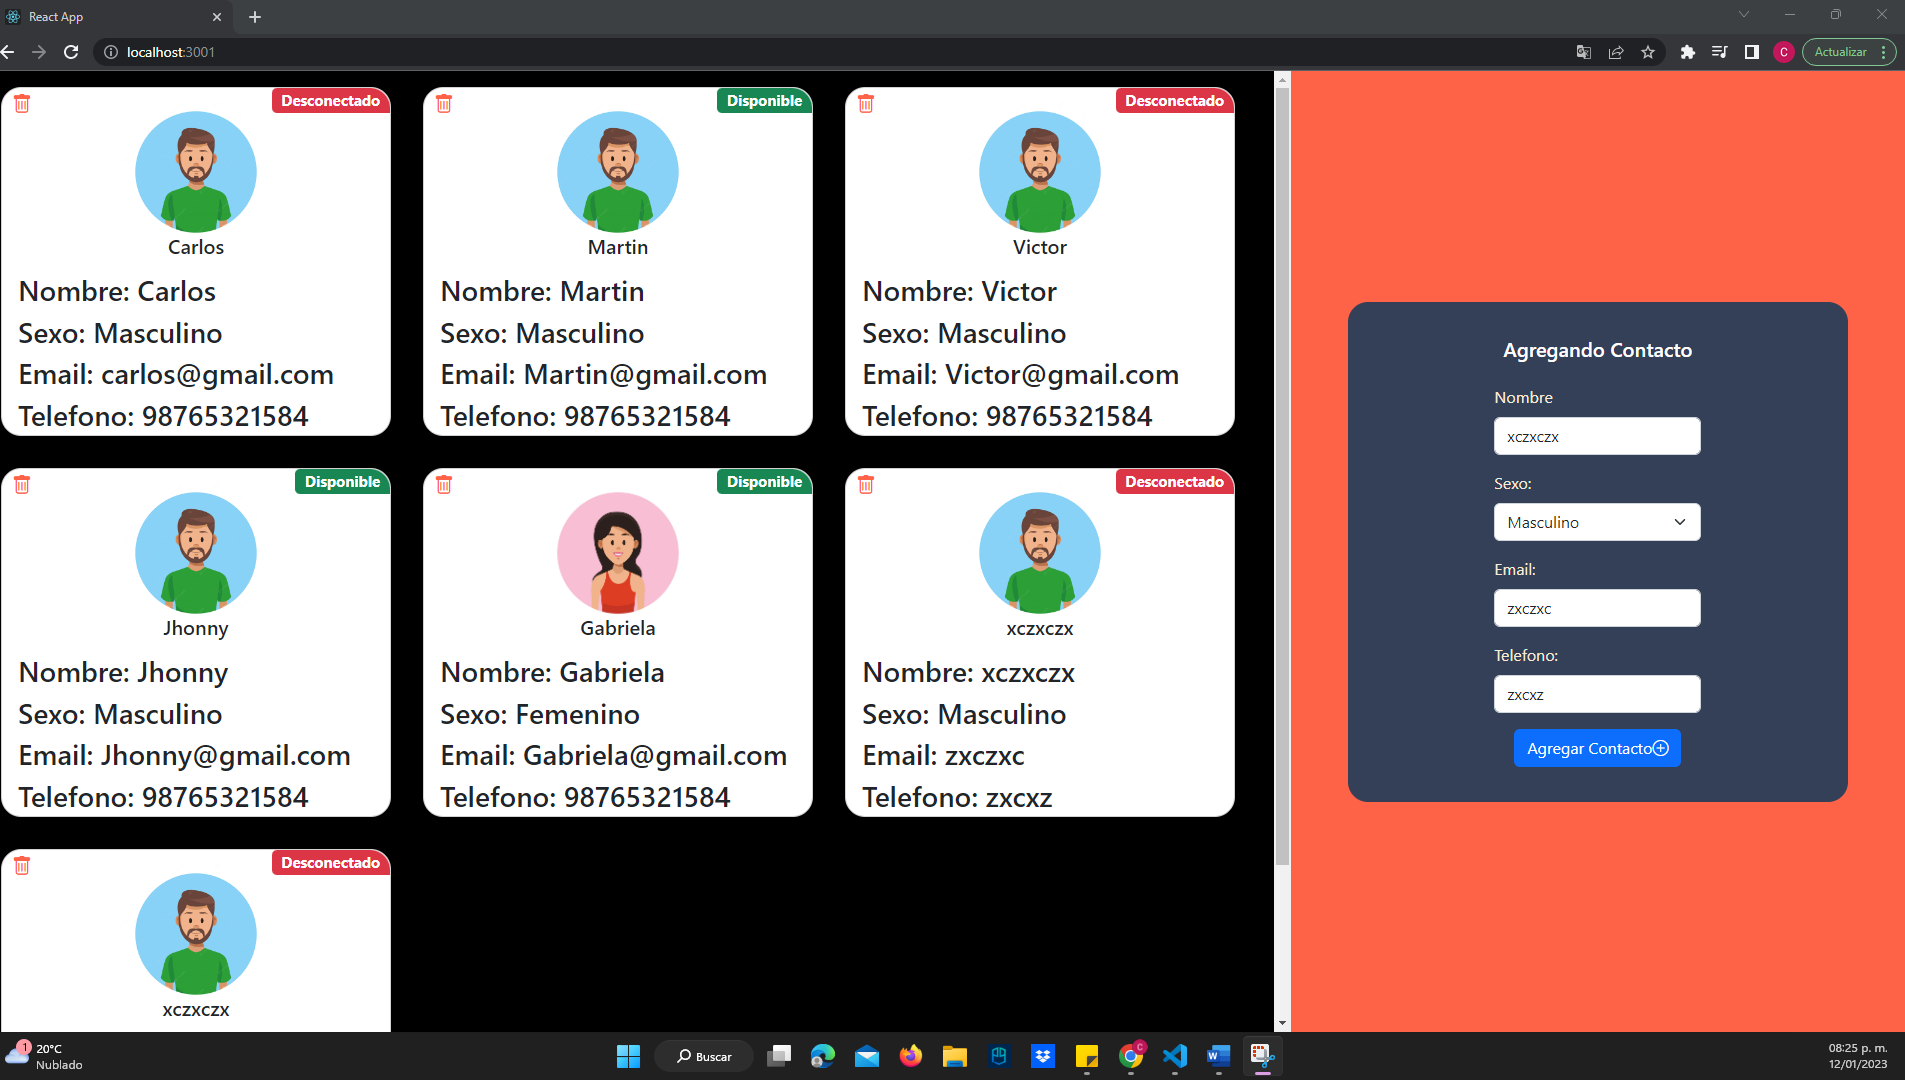 React App
localhost:3001
C
Actualizar
Desconectado
Carlos
Nombre: Carlos
Sexo: Masculino
Email: carlos@gmail.com
Telefono: 98765321584
Disponible
Martin
Nombre: Martin
Sexo: Masculino
Email: Martin@gmail.com
Telefono: 98765321584
Desconectado
Victor
Nombre: Victor
Sexo: Masculino
Email: Victor@gmail.com
Telefono: 98765321584
Disponible
Jhonny
Nombre: Jhonny
Sexo: Masculino
Email: Jhonny@gmail.com
Telefono: 98765321584
Disponible
Gabriela
Nombre: Gabriela
Sexo: Femenino
Email: Gabriela@gmail.com
Telefono: 98765321584
Desconectado
xczxczx
Nombre: xczxczx
Sexo: Masculino
Email: zxczxc
Telefono: zxcxz
Desconectado
xczxczx
Agregando Contacto
Nombre
xczxczx
Sexo:
Masculino
Email:
zxczxc
Telefono:
zxcxz
Agregar Contacto
1
20°C
Nublado
Buscar
C
W
08:25 p. m.
12/01/2023